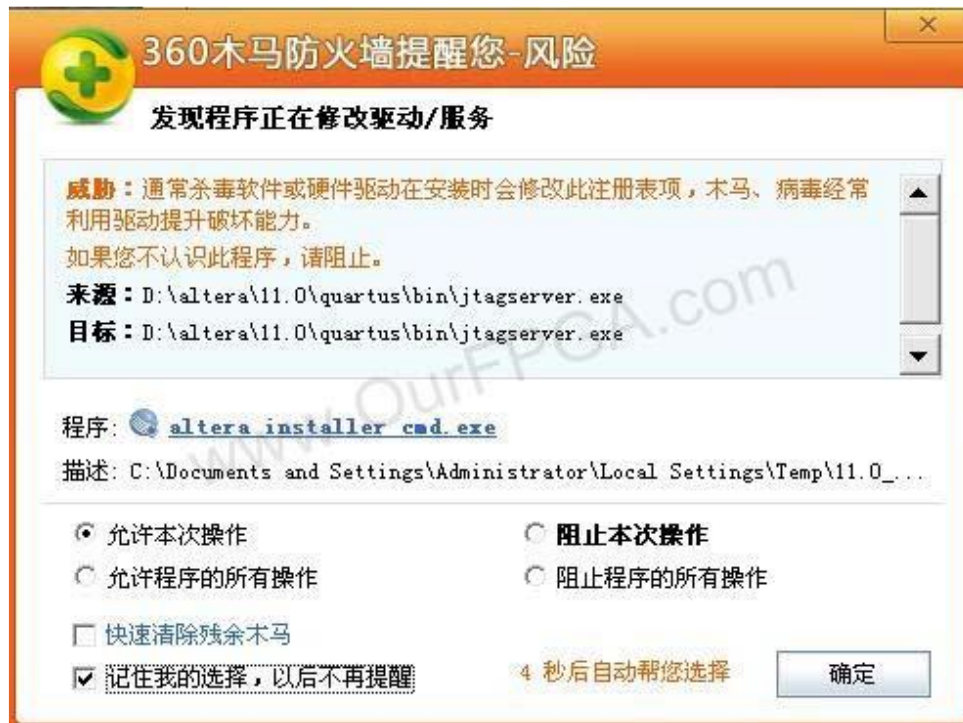 360木马防火墙提醒您-风险
发现程序正在修改驱动/服务
威胁：通常杀毒软件或硬件驱动在安装时会修改此注册表项，木马、病毒经常
利用驱动提升破坏能力。
如果您不认识此程序，请阻止。
来源：D:\altera\11.0\quartus\bin\jtagserver.exe
目标：D:\altera\11.0\quartus\bin\jtagserver.exe
www.OurFPGA.com
程序: altera_installer_cmd.exe
描述: C:\Documents and Settings\Administrator\Local Settings\Temp\11.0_...
允许本次操作
阻止本次操作
允许程序的所有操作
阻止程序的所有操作
快速清除残余木马
记住我的选择，以后不再提醒
4 秒后自动帮您选择
确定